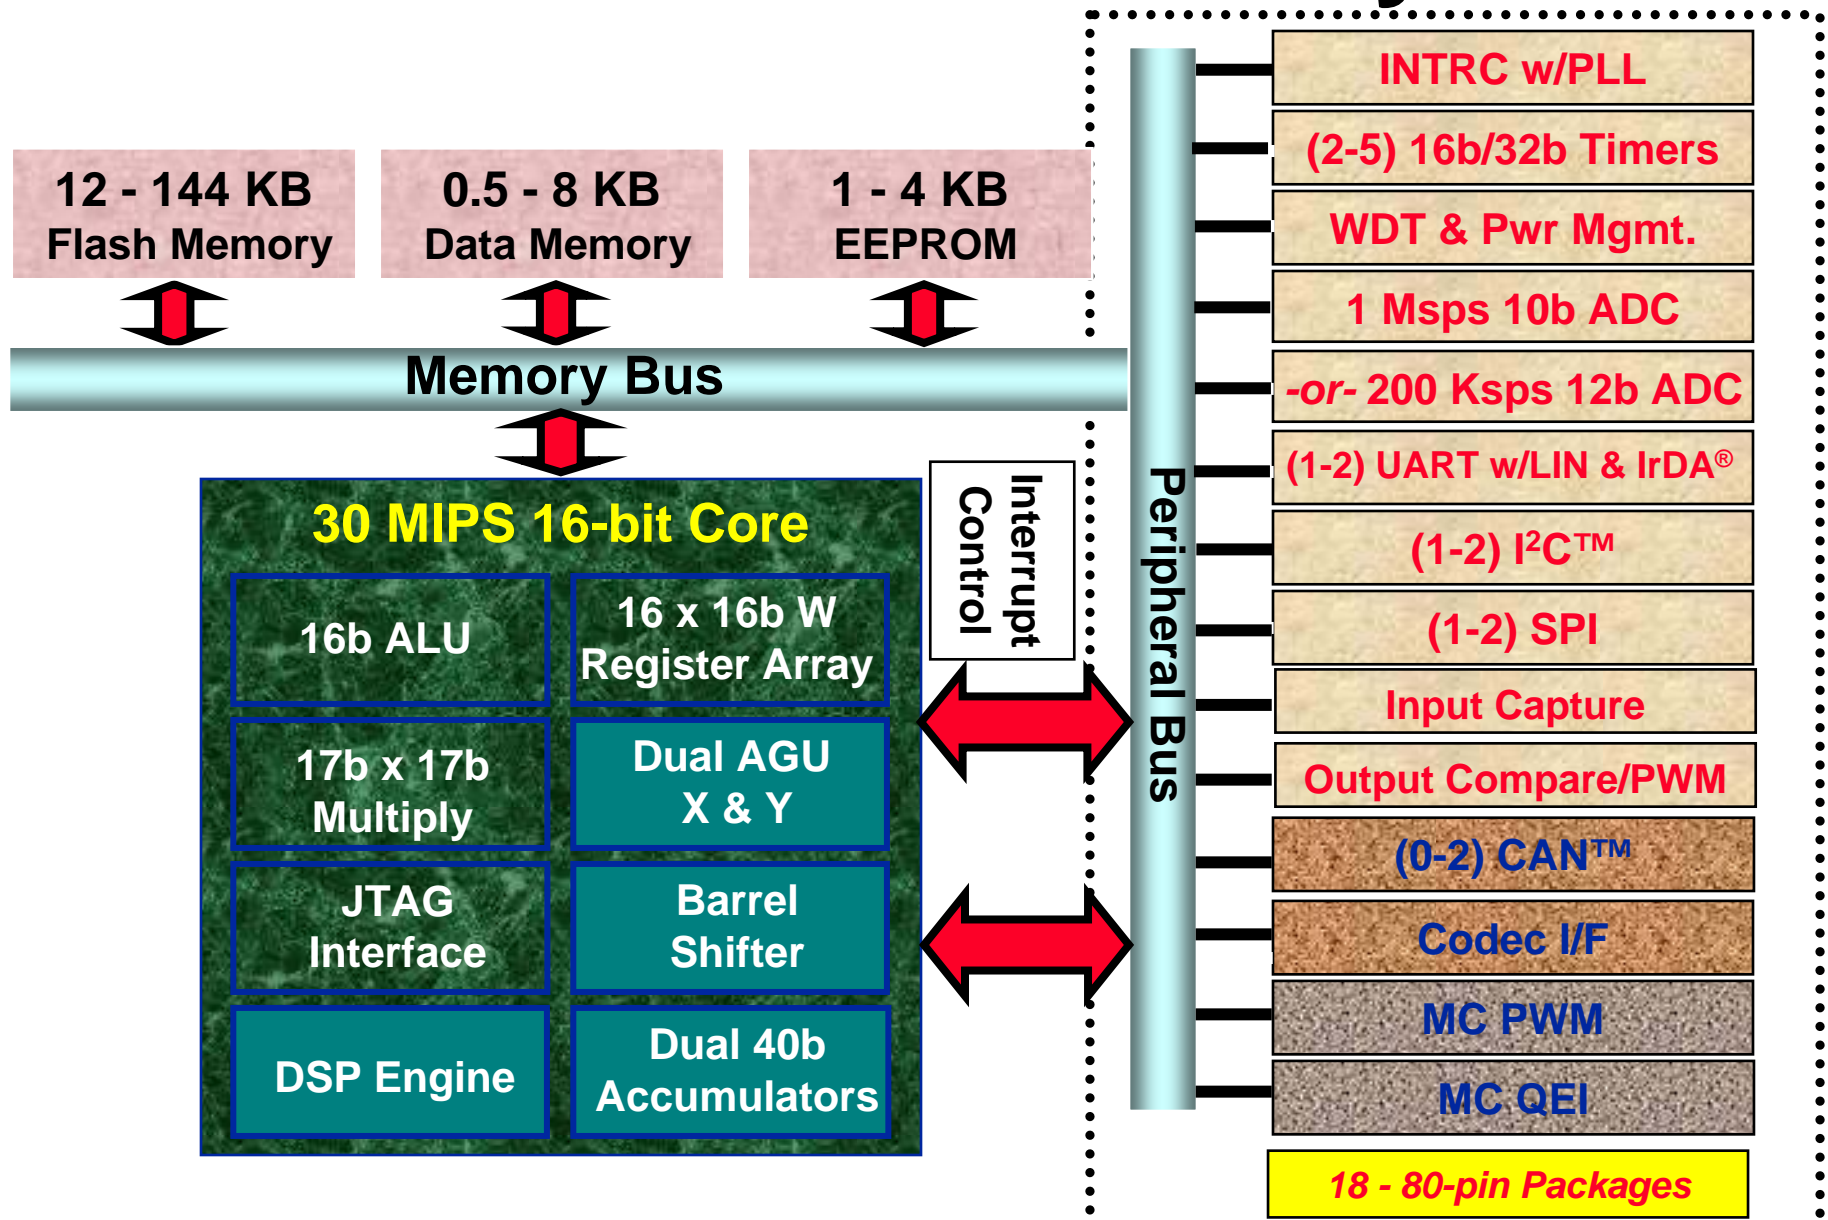 12 - 144 KB
Flash Memory
0.5 - 8 KB
Data Memory
1 - 4 KB
EEPROM
Memory Bus
30 MIPS 16-bit Core
16b ALU
16 x 16b W
Register Array
17b x 17b
Multiply
Dual AGU
X & Y
JTAG
Interface
Barrel
Shifter
DSP Engine
Dual 40b
Accumulators
Interrupt
Control
Peripheral Bus
INTRC w/PLL
(2-5) 16b/32b Timers
WDT & Pwr Mgmt.
1 Msps 10b ADC
-or- 200 Ksps 12b ADC
(1-2) UART w/LIN & IrDA®
(1-2) I²C™
(1-2) SPI
Input Capture
Output Compare/PWM
(0-2) CAN™
Codec I/F
MC PWM
MC QEI
18 - 80-pin Packages